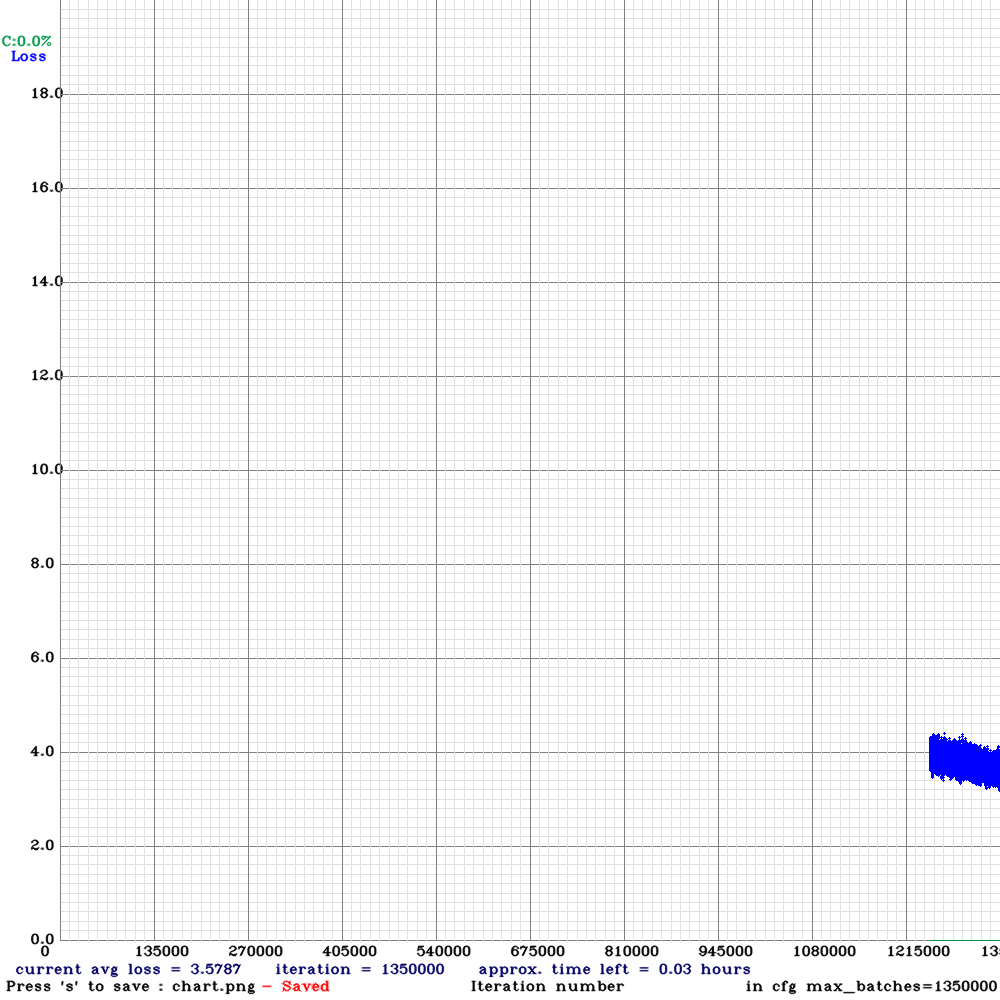 C:0.0%
Loss
18.0
16.0
14.0
12.0
10.0
8.0
6.0
4.0
2.0
0.0
0 135000 270000 405000 540000 675000 810000 945000 1080000 1215000 135
current avg loss = 3.5787 iteration = 1350000 approx. time left = 0.03 hours
Press 's' to save : chart.png - Saved Iteration number in cfg max_batches=1350000